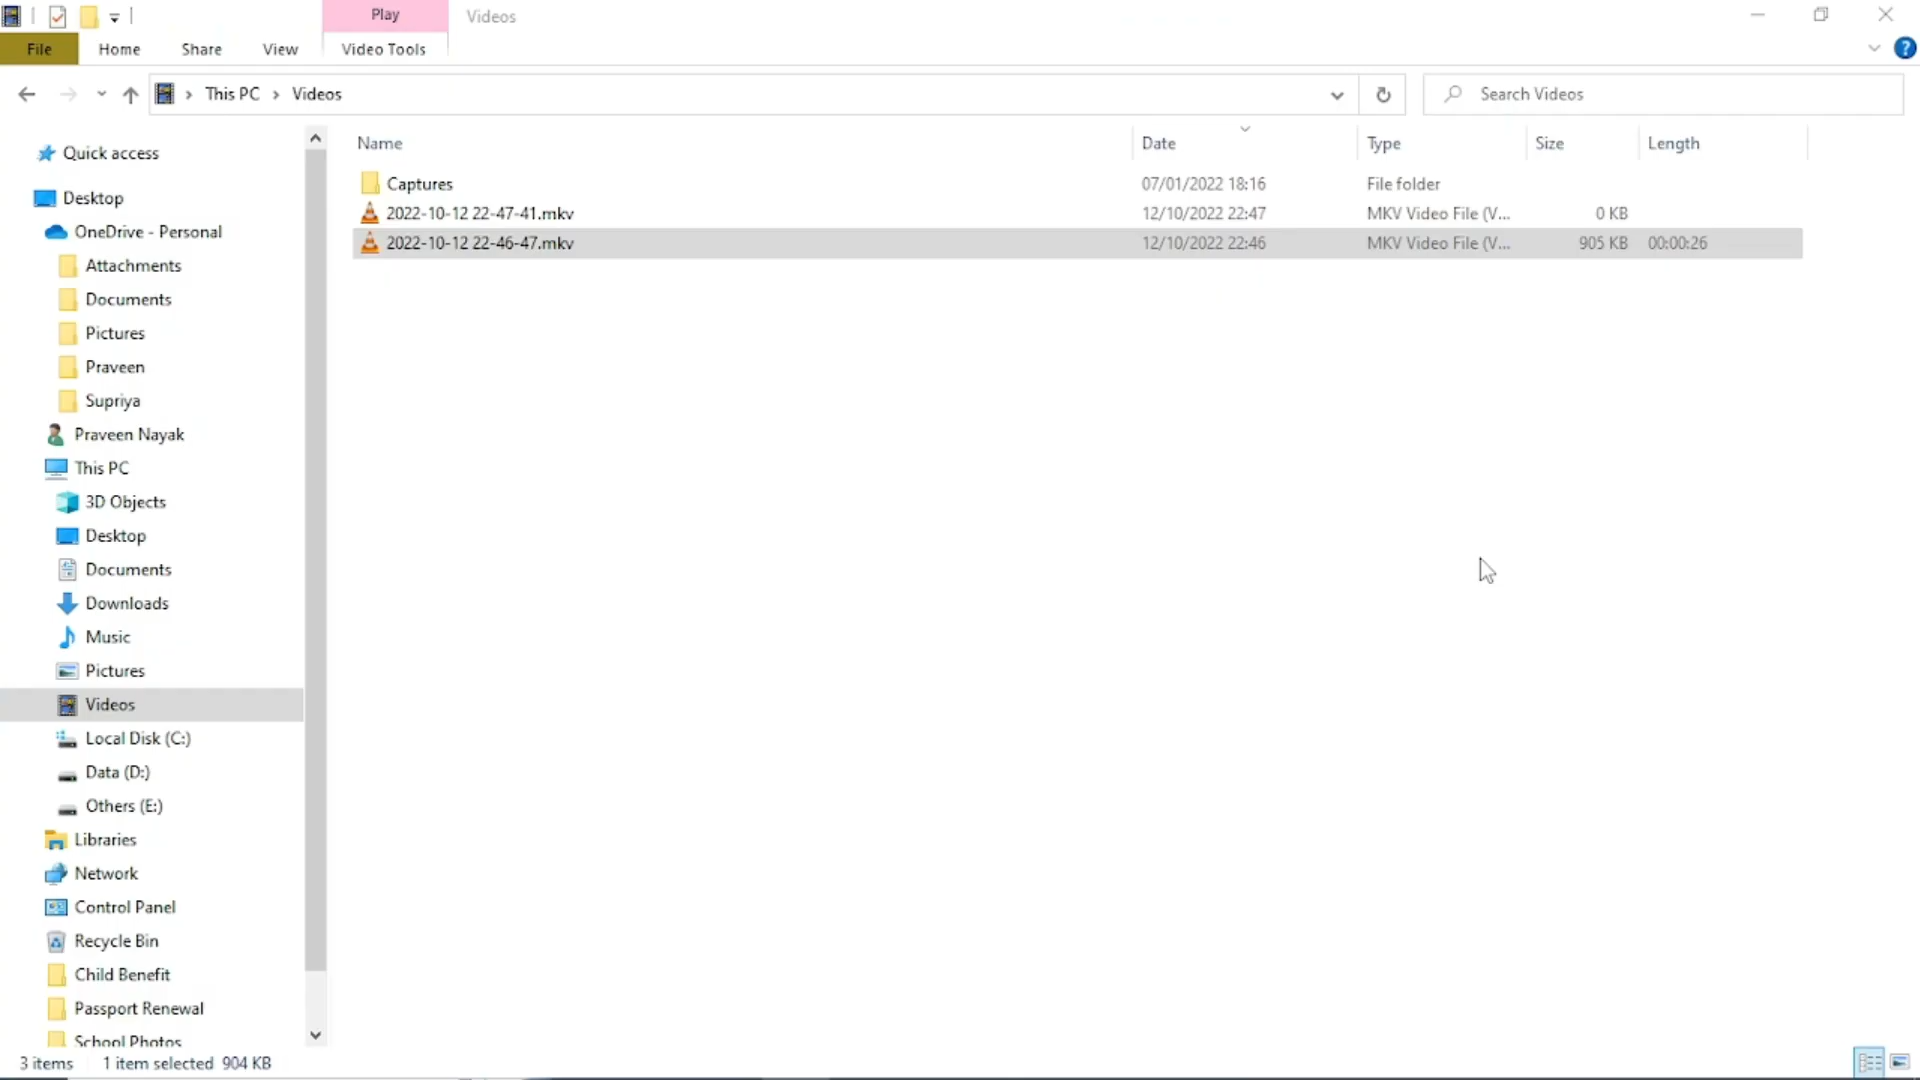 Play
Videos
File
Home
Share
View
Video Tools
?
This PC
Videos
Search Videos
Name
Date
Type
Size
Length
Captures
07/01/2022 18:16
File folder
2022-10-12 22-47-41.mkv
12/10/2022 22:47
MKV Video File (V...
0 KB
2022-10-12 22-46-47.mkv
12/10/2022 22:46
MKV Video File (V...
905 KB
00:00:26
Quick access
Desktop
OneDrive - Personal
Attachments
Documents
Pictures
Praveen
Supriya
Praveen Nayak
This PC
3D Objects
Desktop
Documents
Downloads
Music
Pictures
Videos
Local Disk (C:)
Data (D:)
Others (E:)
Libraries
Network
Control Panel
Recycle Bin
Child Benefit
Passport Renewal
School Photos
3 items
1 item selected 904 KB